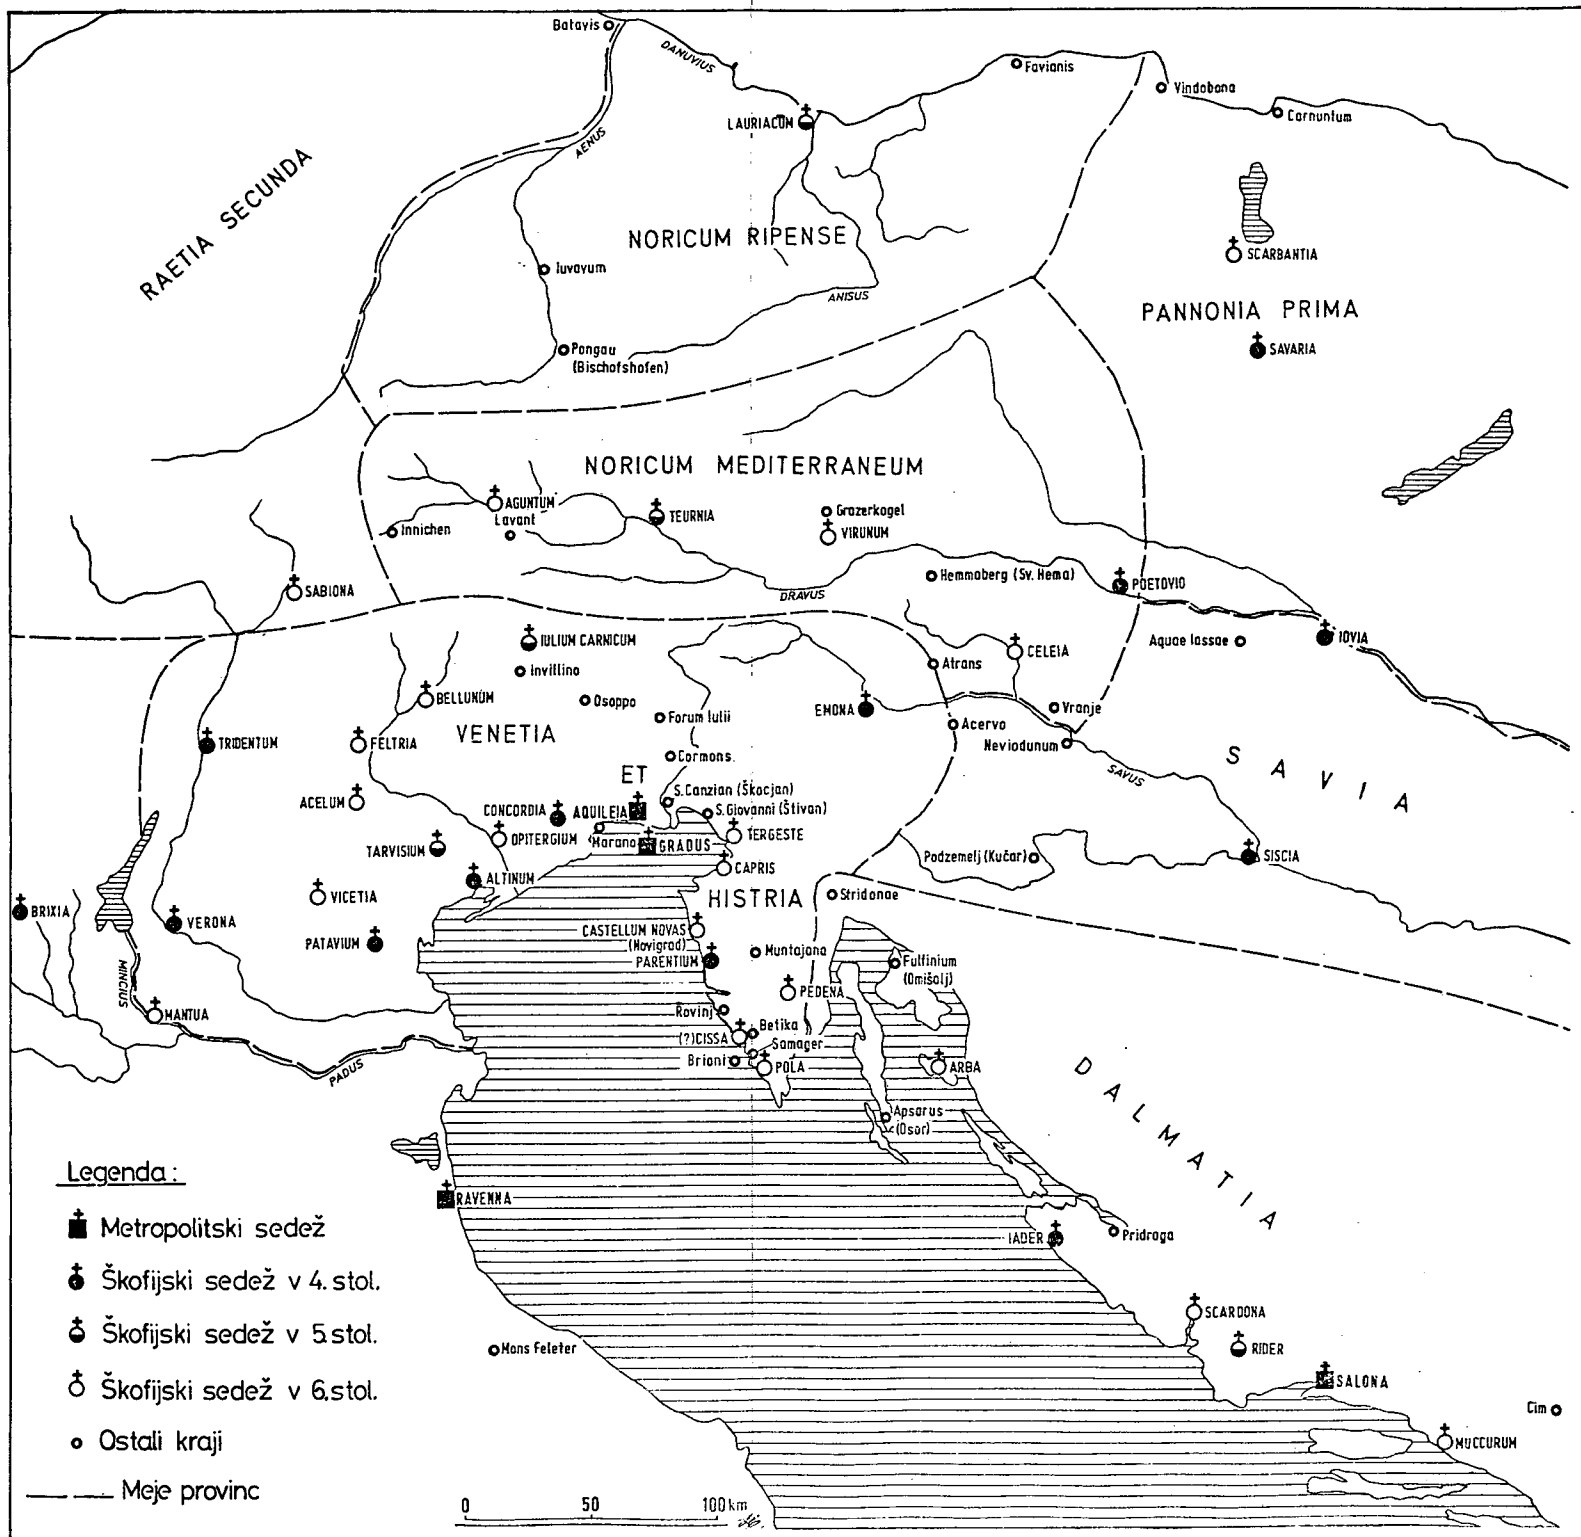 Batavis
DANUVIUS
Favianis
Vindobona
Carnuntum
LAURIACUM
AENUS
RAETIA SECUNDA
NORICUM RIPENSE
SCARBANTIA
Iuvavum
ANISUS
PANNONIA PRIMA
SAVARIA
Pongau
(Bischofshofen)
NORICUM MEDITERRANEUM
AGUNTUM
Lavant
Innichen
TEURNIA
Grazerkogel
VIRUNUM
SABIONA
DRAVUS
Hemmaberg (Sv. Hema)
POETOVIO
IULIUM CARNICUM
Invillino
Aquae Iassae
IOVIA
CELEIA
Atrans
BELLUNUM
Osoppo
EMONA
Vranje
Forum Iulii
Acervo
VENETIA
TRIDENTUM
FELTRIA
Neviodunum
Cormons.
SAVUS
SAVIA
ET
S.Canzian (Škocjan)
ACELUM
CONCORDIA
AQUILEIA
S.Giovanni (Štivan)
OPITERGIUM
Marano
GRADUS
TERGESTE
TARVISIUM
CAPRIS
Podzemelj (Kučar)
SISCIA
ALTINUM
VICETIA
HISTRIA
Stridonae
BRIXIA
VERONA
PATAVIUM
CASTELLUM NOVAS
(Novigrad)
PARENTIUM
Muntajana
Fulfinium
(Omišalj)
MINCIUS
PEDENA
MANTUA
Rovinj
Betika
(?)CISSA
Samager
Brioni
POLA
ARBA
PADUS
DALMATIA
Apsarus
(Osor)
Legenda:
RAVENNA
Metropolitski sedež
IADER
Pridraga
Škofijski sedež v 4. stol.
SCARDONA
Škofijski sedež v 5.stol.
Mons Feleter
RIDER
SALONA
Škofijski sedež v 6.stol.
Cim
Ostali kraji
MUCCURUM
Meje provinc
0 50 100 km